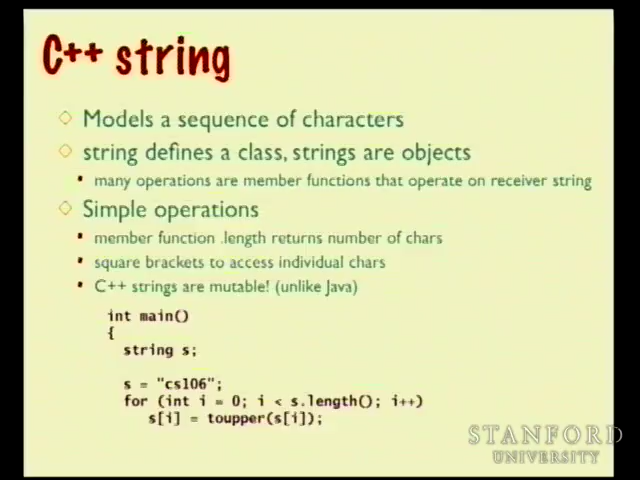 C++ string
Models a sequence of characters
string defines a class, strings are objects
many operations are member functions that operate on receiver string
Simple operations
member function .length returns number of chars
square brackets to access individual chars
C++ strings are mutable! (unlike Java)
int main()
{
string s;
s = "cs106";
for (int i = 0; i < s.length(); i++)
s[i] = toupper(s[i]);
STANFORD
UNIVERSITY